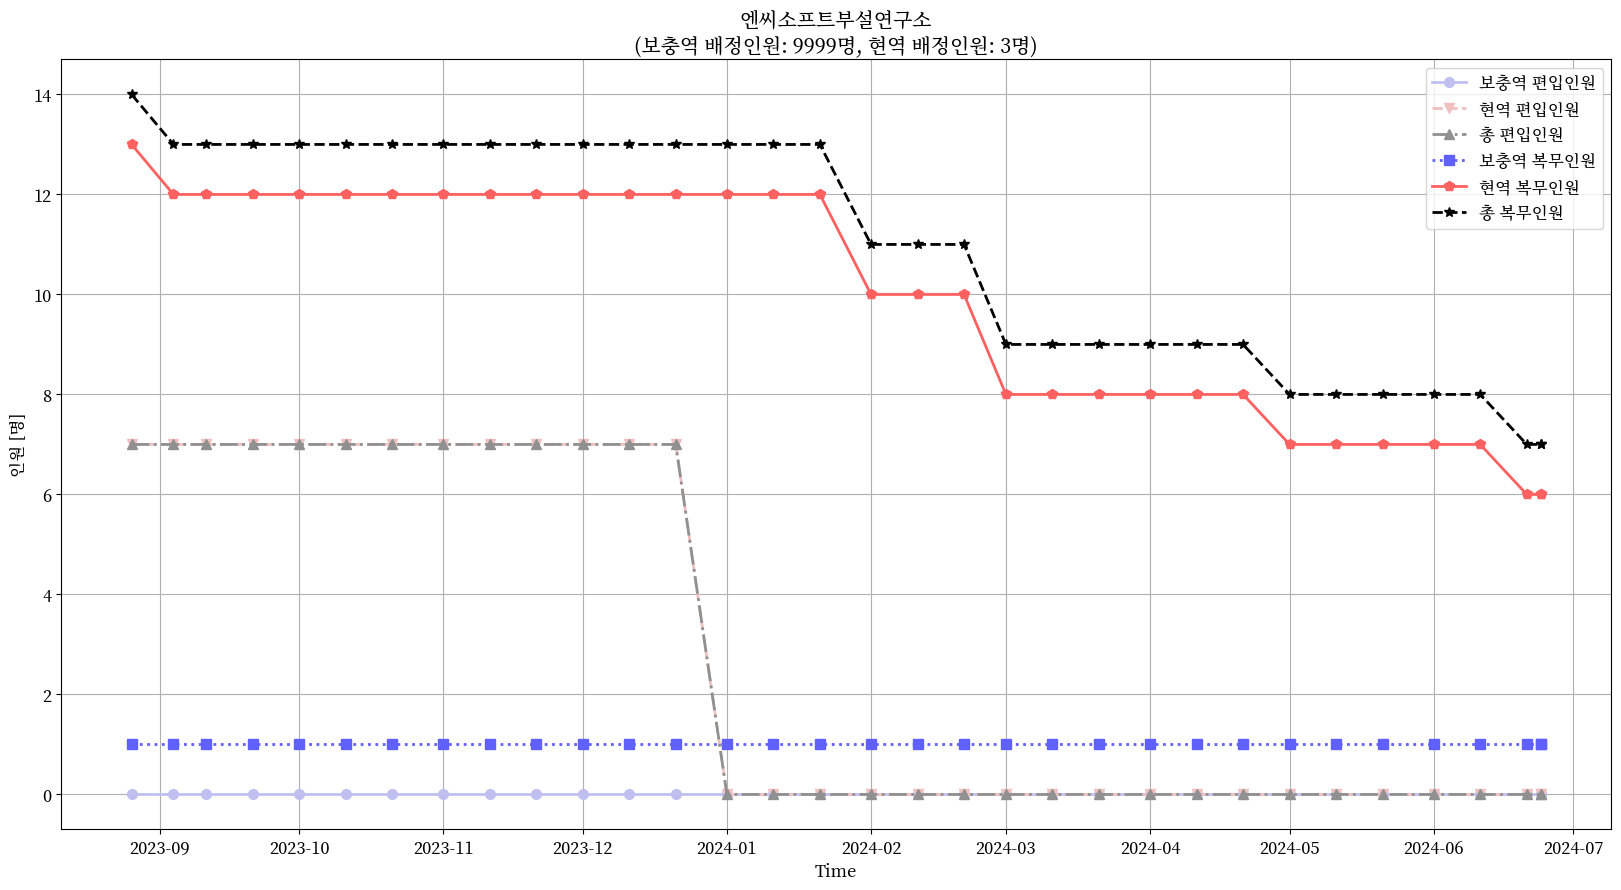 엔씨소프트부설연구소
(보충역 배정인원: 9999명, 현역 배정인원: 3명)
보충역 편입인원
현역 편입인원
총 편입인원
보충역 복무인원
현역 복무인원
총 복무인원
인원 [명]
14
12
10
8
6
4
2
0
2023-09 2023-10 2023-11 2023-12 2024-01 2024-02 2024-03 2024-04 2024-05 2024-06 2024-07
Time